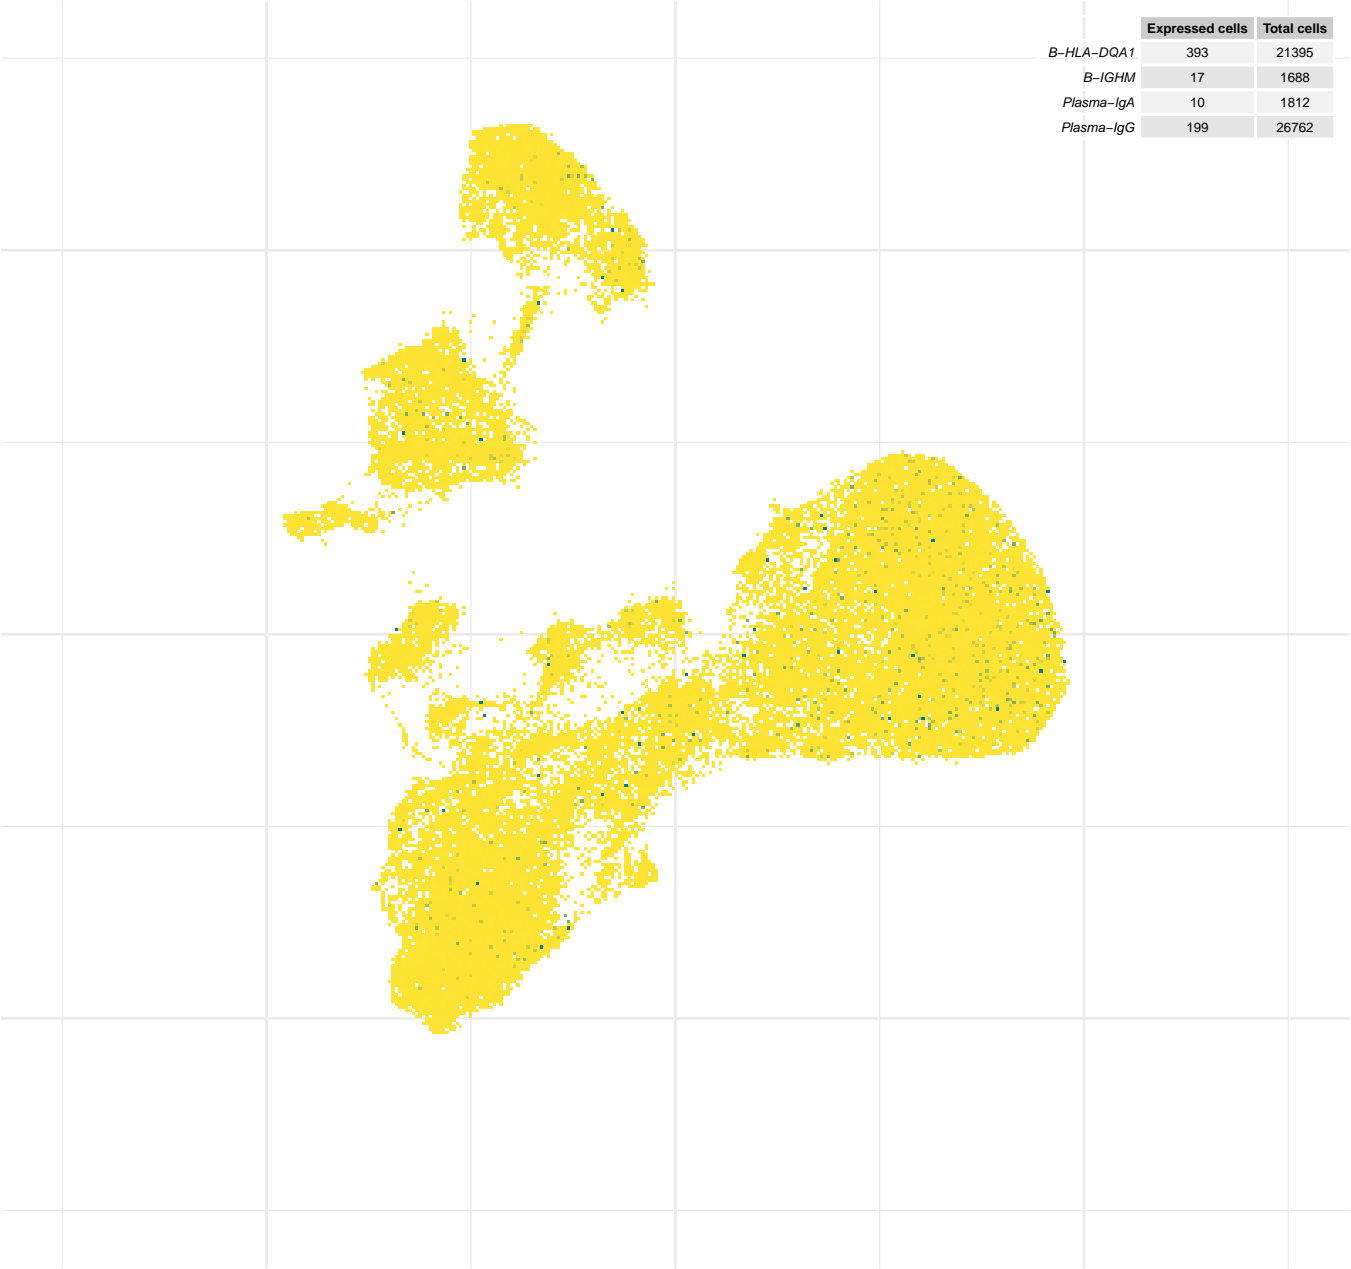 Expressed cells Total cells
B−HLA−DQA1 393 21395
B−IGHM 17 1688
Plasma−IgA 10 1812
Plasma−IgG 199 26762